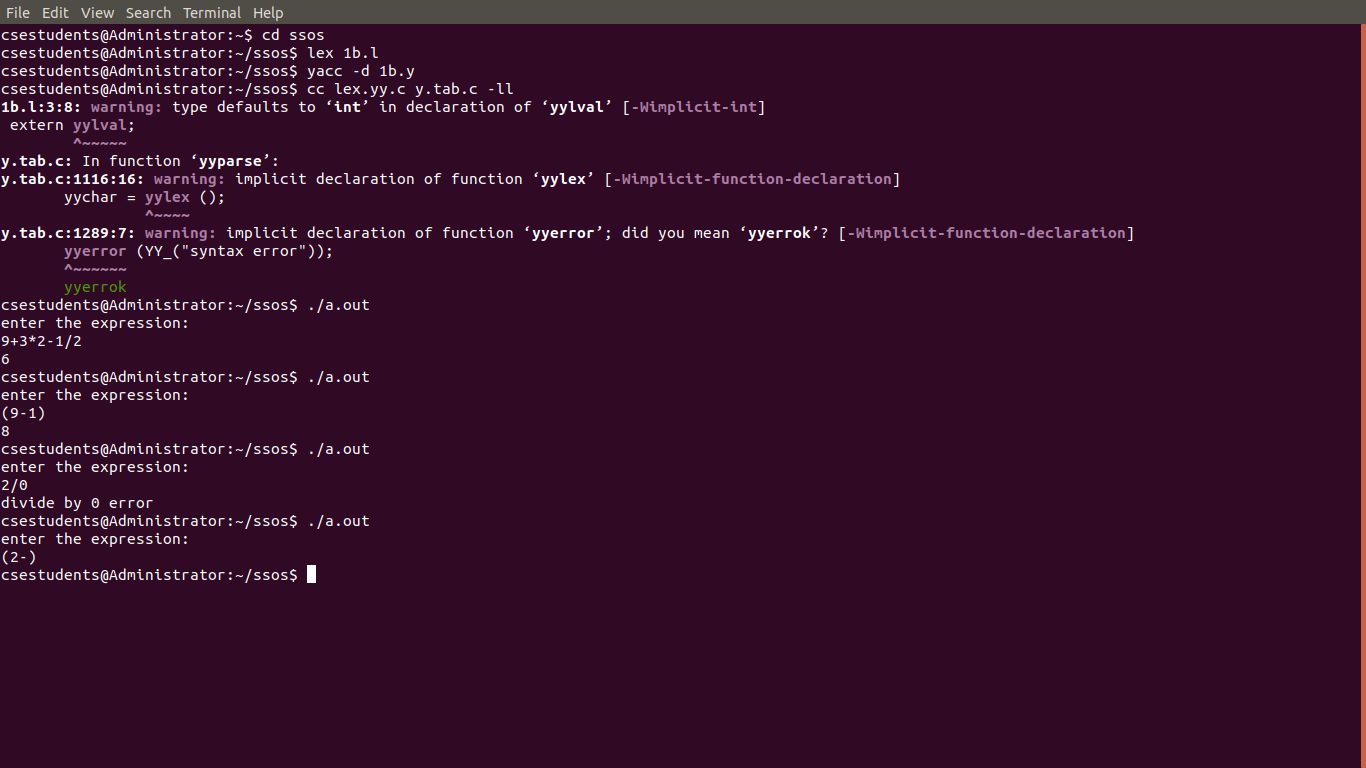 File Edit View Search Terminal Help
csestudents@Administrator:~$ cd ssos
csestudents@Administrator:~/ssos$ lex 1b.l
csestudents@Administrator:~/ssos$ yacc -d 1b.y
csestudents@Administrator:~/ssos$ cc lex.yy.c y.tab.c -ll
1b.l:3:8: warning: type defaults to ‘int’ in declaration of ‘yylval’ [-Wimplicit-int]
 extern yylval;
        ^~~~~~
y.tab.c: In function ‘yyparse’:
y.tab.c:1116:16: warning: implicit declaration of function ‘yylex’ [-Wimplicit-function-declaration]
       yychar = yylex ();
                ^~~~~
y.tab.c:1289:7: warning: implicit declaration of function ‘yyerror’; did you mean ‘yyerrok’? [-Wimplicit-function-declaration]
       yyerror (YY_("syntax error"));
       ^~~~~~~
       yyerrok
csestudents@Administrator:~/ssos$ ./a.out
enter the expression:
9+3*2-1/2
6
csestudents@Administrator:~/ssos$ ./a.out
enter the expression:
(9-1)
8
csestudents@Administrator:~/ssos$ ./a.out
enter the expression:
2/0
divide by 0 error
csestudents@Administrator:~/ssos$ ./a.out
enter the expression:
(2-)
csestudents@Administrator:~/ssos$